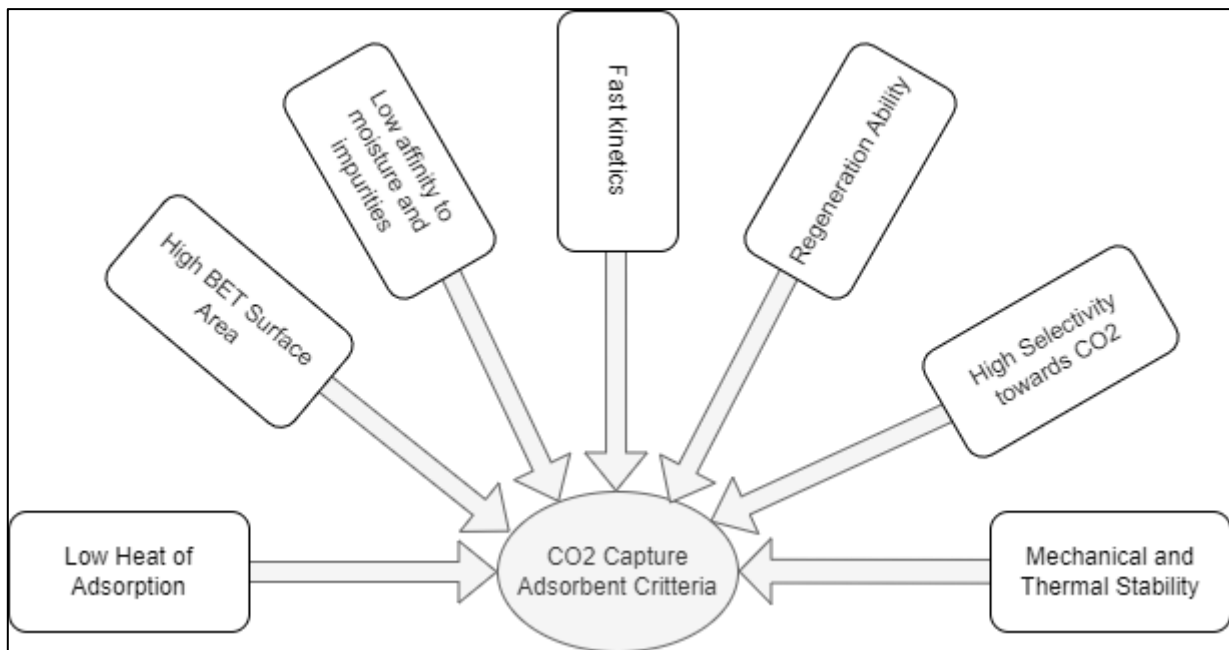 Low Heat of
Adsorption
High BET Surface
Area
Low affinity to
moisture and
impurities
Fast kinetics
Regeneration Ability
High Selectivity
towards CO2
Mechanical and
Thermal Stability
CO2 Capture
Adsorbent Critteria